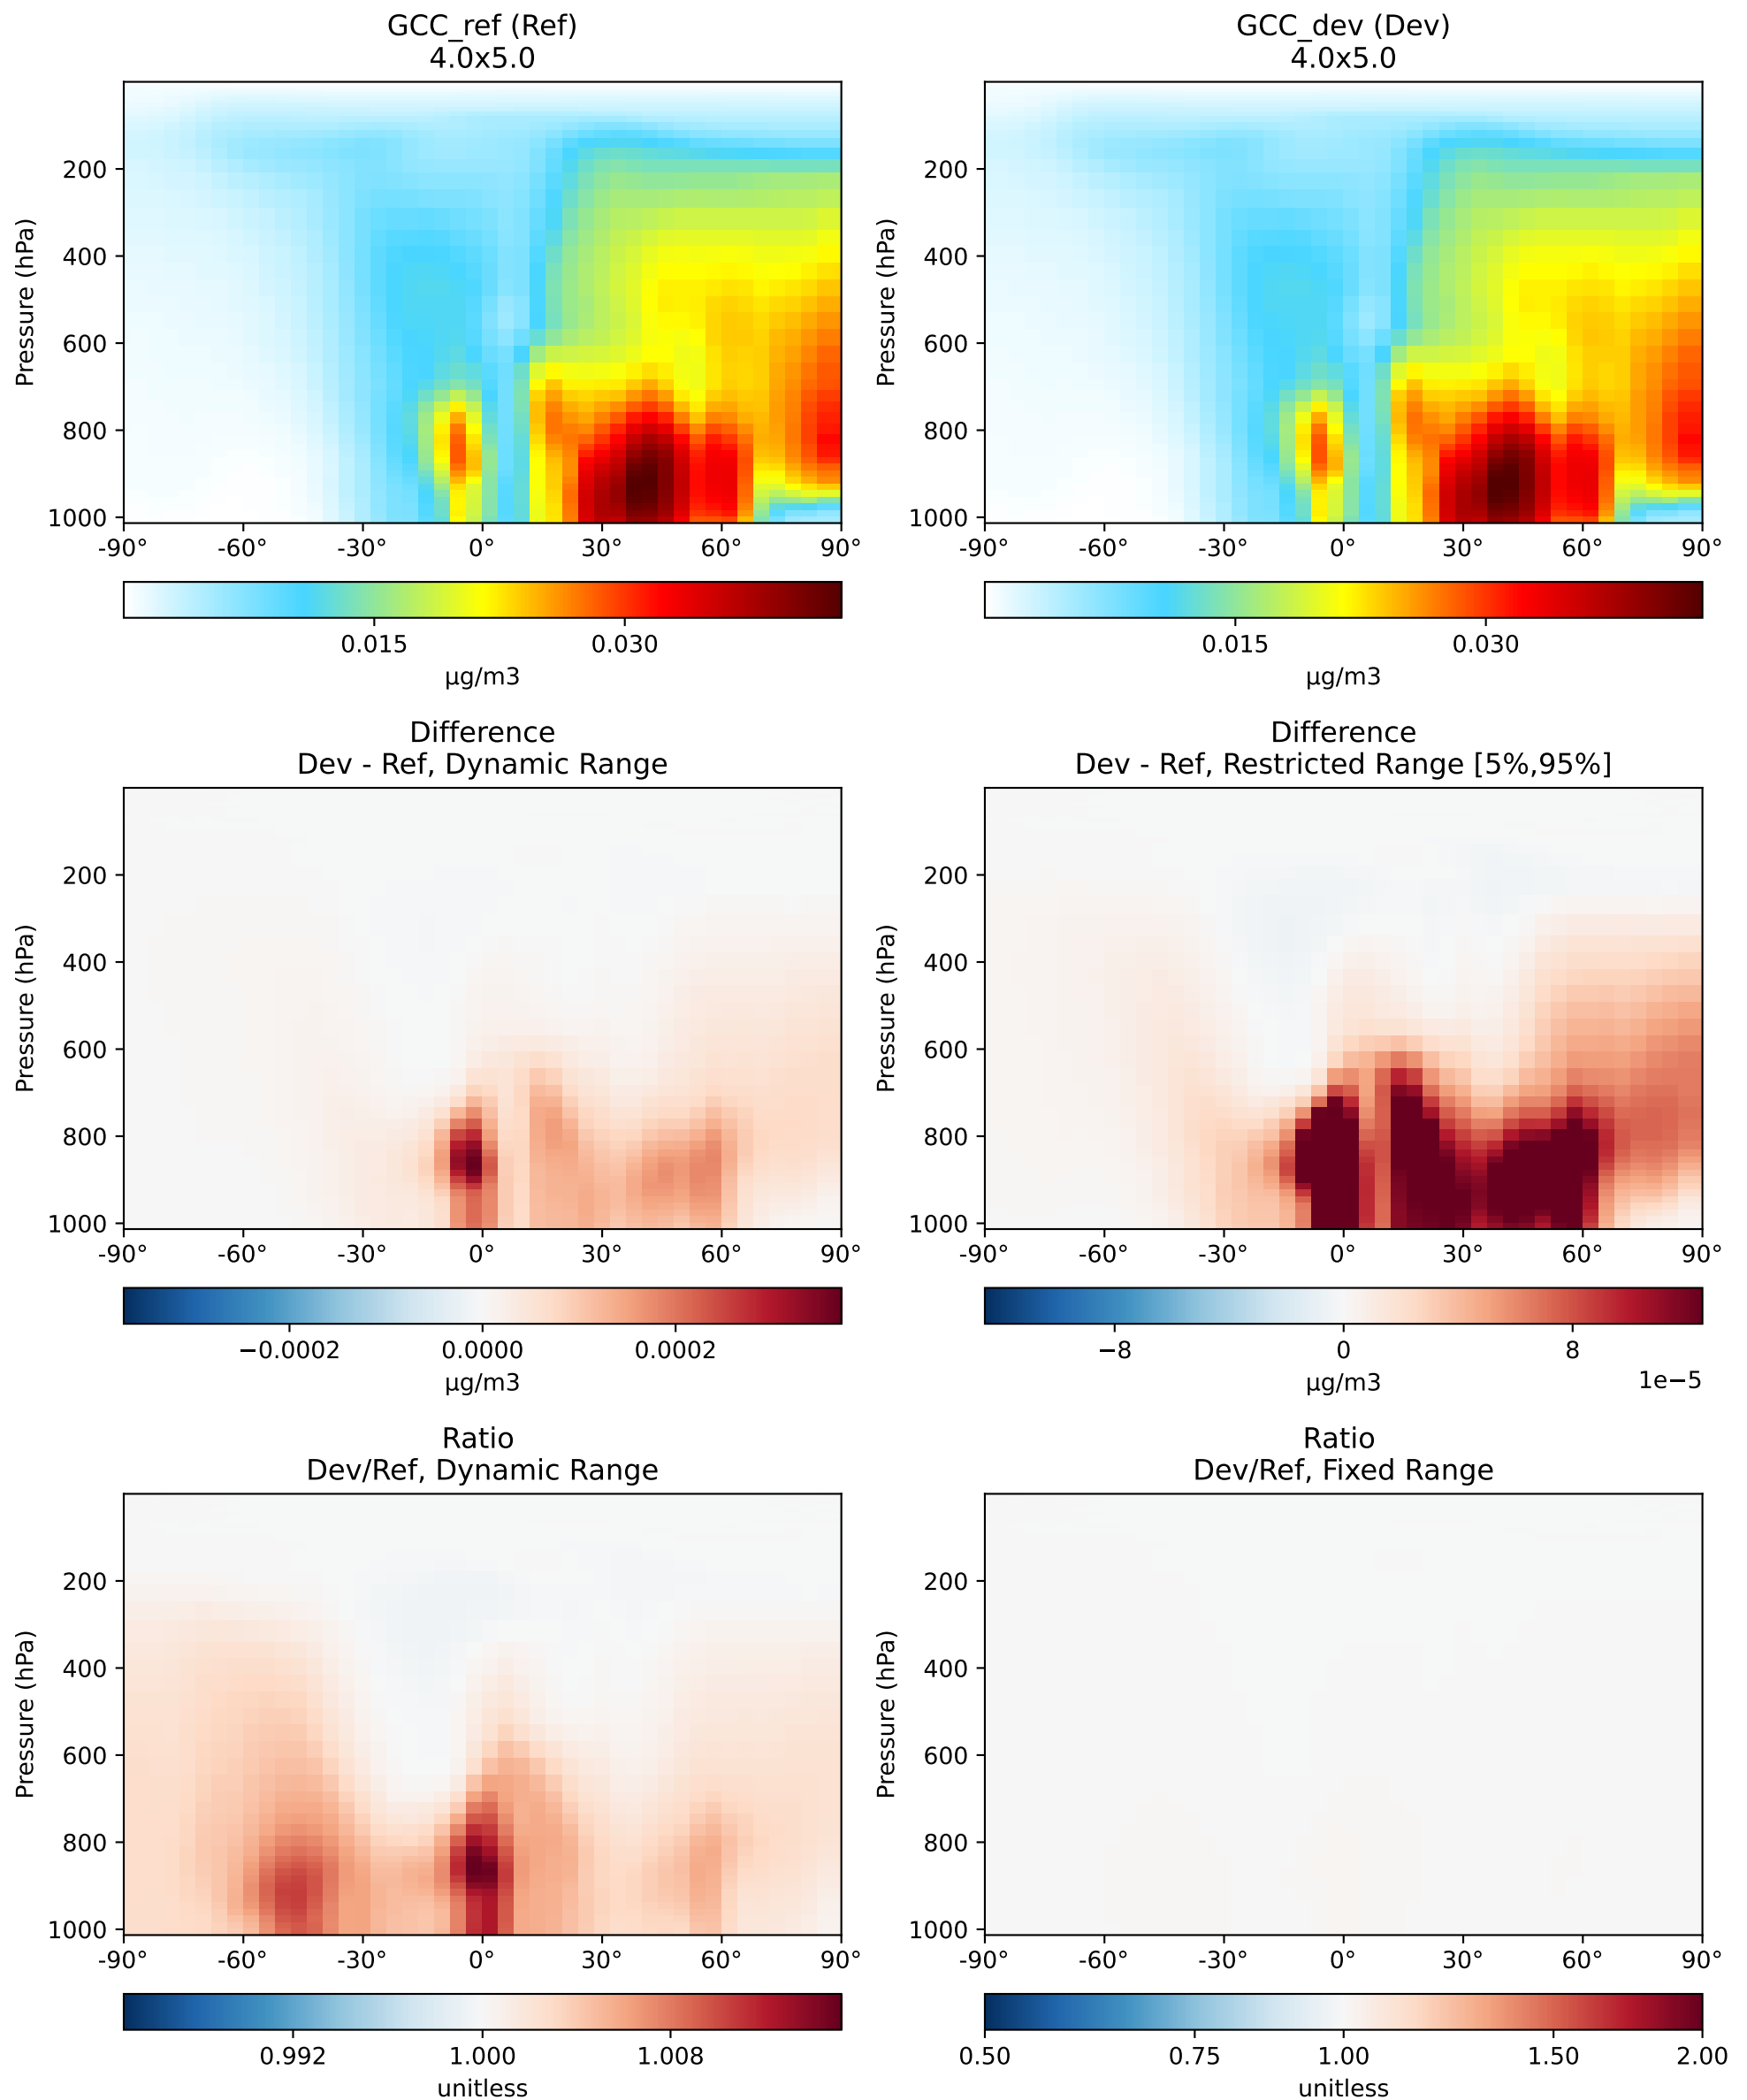 GCC_ref (Ref)
4.0x5.0
Pressure (hPa)
200
400
600
800
1000
-90° -60° -30° 0° 30° 60° 90°
0.015 0.030
μg/m3
GCC_dev (Dev)
4.0x5.0
Pressure (hPa)
200
400
600
800
1000
-90° -60° -30° 0° 30° 60° 90°
0.015 0.030
μg/m3
Difference
Dev - Ref, Dynamic Range
Pressure (hPa)
200
400
600
800
1000
-90° -60° -30° 0° 30° 60° 90°
−0.0002 0.0000 0.0002
μg/m3
Difference
Dev - Ref, Restricted Range [5%,95%]
Pressure (hPa)
200
400
600
800
1000
-90° -60° -30° 0° 30° 60° 90°
−8 0 8
1e−5
μg/m3
Ratio
Dev/Ref, Dynamic Range
Pressure (hPa)
200
400
600
800
1000
-90° -60° -30° 0° 30° 60° 90°
0.992 1.000 1.008
unitless
Ratio
Dev/Ref, Fixed Range
Pressure (hPa)
200
400
600
800
1000
-90° -60° -30° 0° 30° 60° 90°
0.50 0.75 1.00 1.50 2.00
unitless